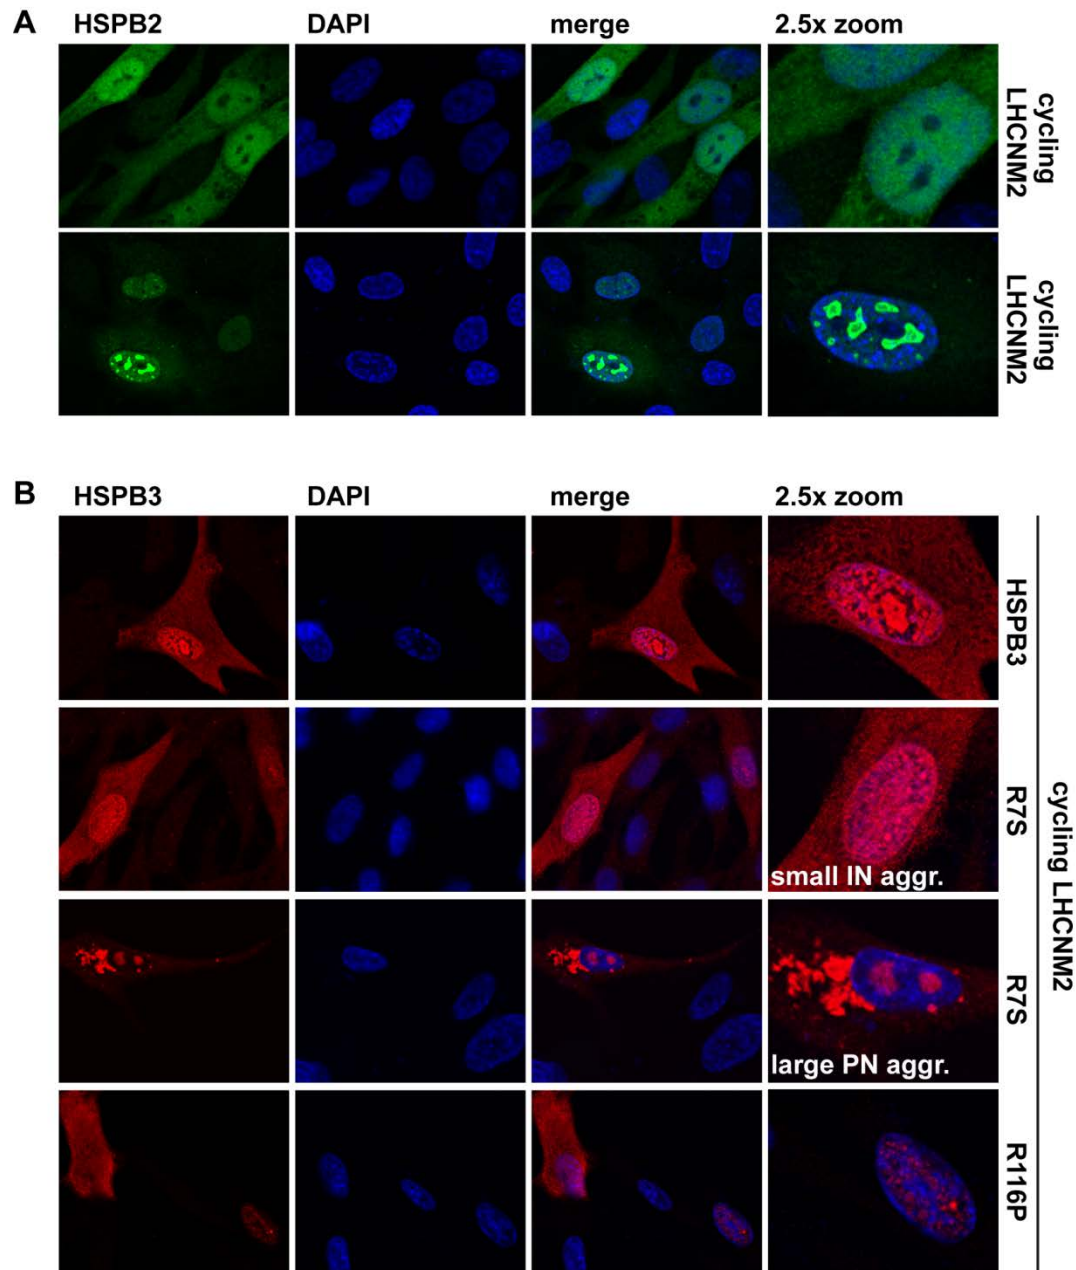 A
HSPB2 DAPI merge 2.5x zoom
cycling
LHCNM2
cycling
LHCNM2
B
HSPB3 DAPI merge 2.5x zoom
HSPB3
R7S
small IN aggr.
R7S
large PN aggr.
R116P
cycling LHCNM2